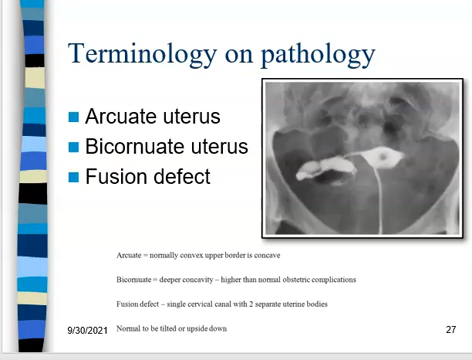 Terminology on pathology
Arcuate uterus
Bicornuate uterus
Fusion defect
Arcuate = normally convex upper border is concave
Bicornuate = deeper concavity – higher than normal obstetric complications
Fusion defect – single cervical canal with 2 separate uterine bodies
Normal to be tilted or upside down
9/30/2021
27